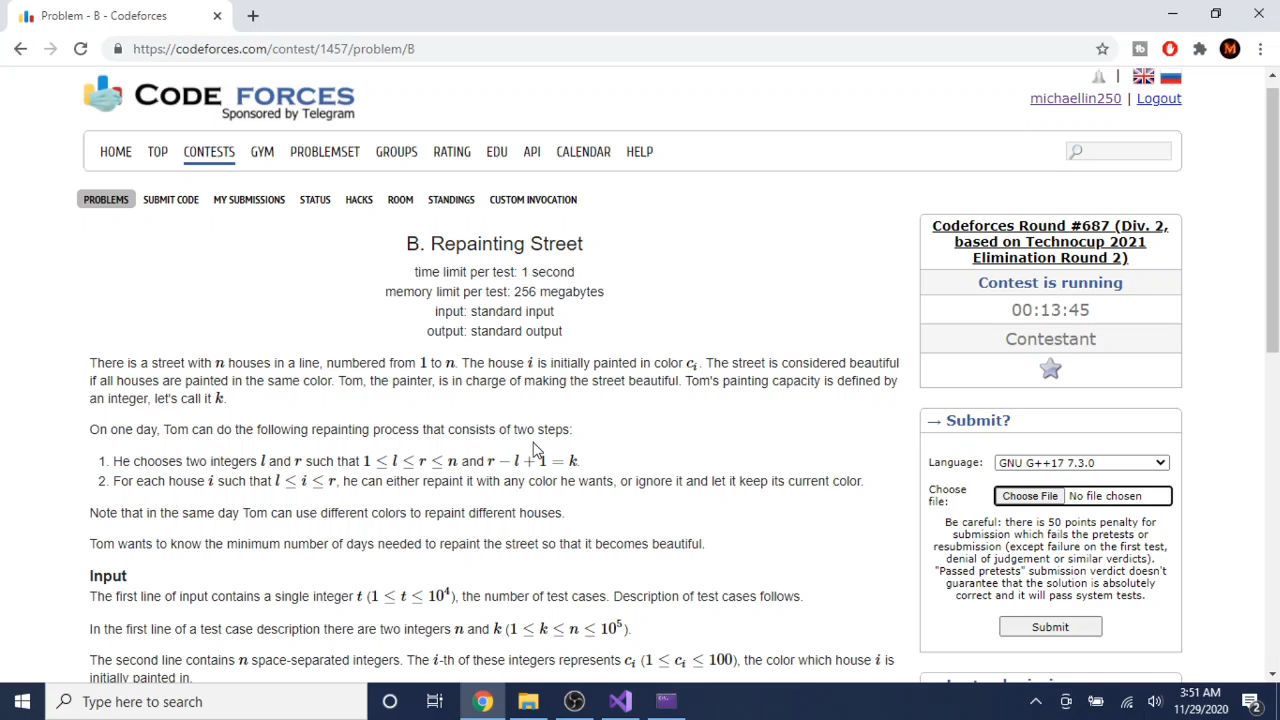 Problem - B - Codeforces
https://codeforces.com/contest/1457/problem/B
M
CODE FORCES
Sponsored by Telegram
michaellin250 | Logout
HOME TOP CONTESTS GYM PROBLEMSET GROUPS RATING EDU API CALENDAR HELP
PROBLEMS SUBMIT CODE MY SUBMISSIONS STATUS HACKS ROOM STANDINGS CUSTOM INVOCATION
B. Repainting Street
time limit per test: 1 second
memory limit per test: 256 megabytes
input: standard input
output: standard output
There is a street with n houses in a line, numbered from 1 to n. The house i is initially painted in color c_i. The street is considered beautiful
if all houses are painted in the same color. Tom, the painter, is in charge of making the street beautiful. Tom's painting capacity is defined by
an integer, let's call it k.
On one day, Tom can do the following repainting process that consists of two steps:
1. He chooses two integers l and r such that 1 ≤ l ≤ r ≤ n and r − l + 1 = k.
2. For each house i such that l ≤ i ≤ r, he can either repaint it with any color he wants, or ignore it and let it keep its current color.
Note that in the same day Tom can use different colors to repaint different houses.
Tom wants to know the minimum number of days needed to repaint the street so that it becomes beautiful.
Input
The first line of input contains a single integer t (1 ≤ t ≤ 10^4), the number of test cases. Description of test cases follows.
In the first line of a test case description there are two integers n and k (1 ≤ k ≤ n ≤ 10^5).
The second line contains n space-separated integers. The i-th of these integers represents c_i (1 ≤ c_i ≤ 100), the color which house i is
initially painted in.
Codeforces Round #687 (Div. 2,
based on Technocup 2021
Elimination Round 2)
Contest is running
00:13:45
Contestant
→ Submit?
Language: GNU G++17 7.3.0
Choose
file: Choose File No file chosen
Be careful: there is 50 points penalty for
submission which fails the pretests or
resubmission (except failure on the first test,
denial of judgement or similar verdicts).
"Passed pretests" submission verdict doesn't
guarantee that the solution is absolutely
correct and it will pass system tests.
Submit
Type here to search
3:51 AM
11/29/2020
2